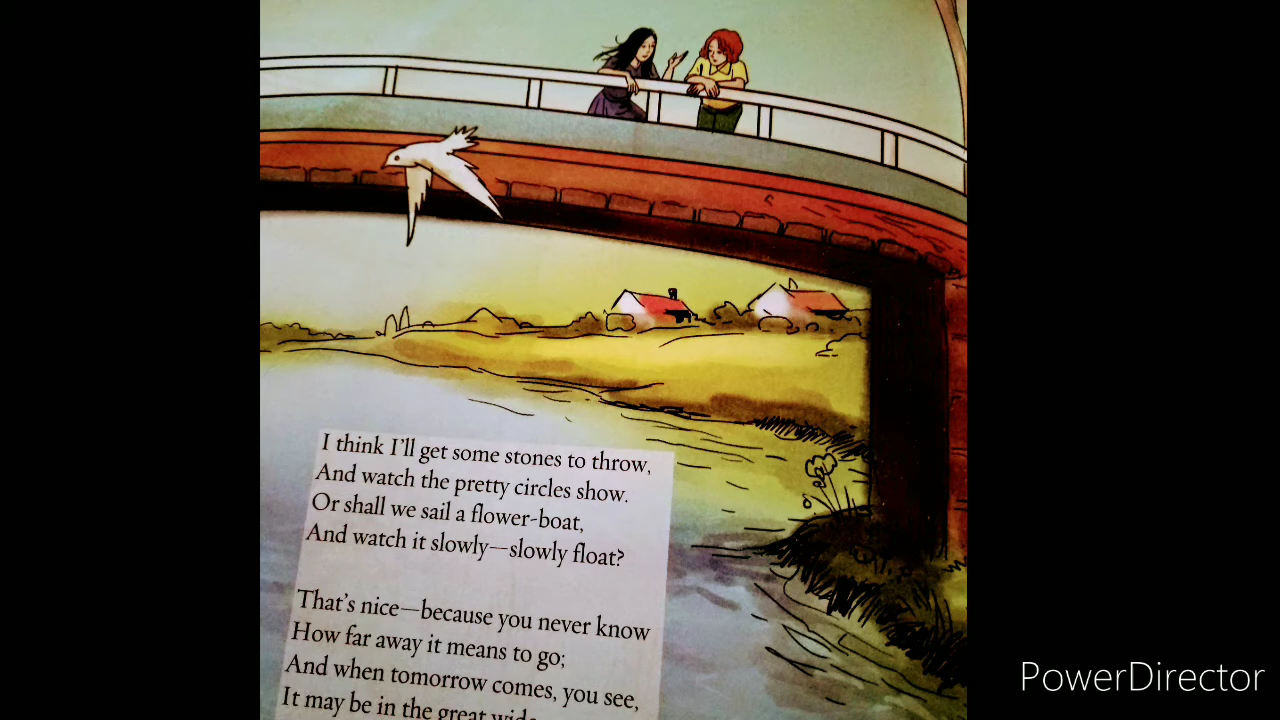 I think I'll get some stones to throw,
And watch the pretty circles show.
Or shall we sail a flower-boat,
And watch it slowly—slowly float?
That's nice—because you never know
How far away it means to go;
And when tomorrow comes, you see,
It may be in the great wide
PowerDirector